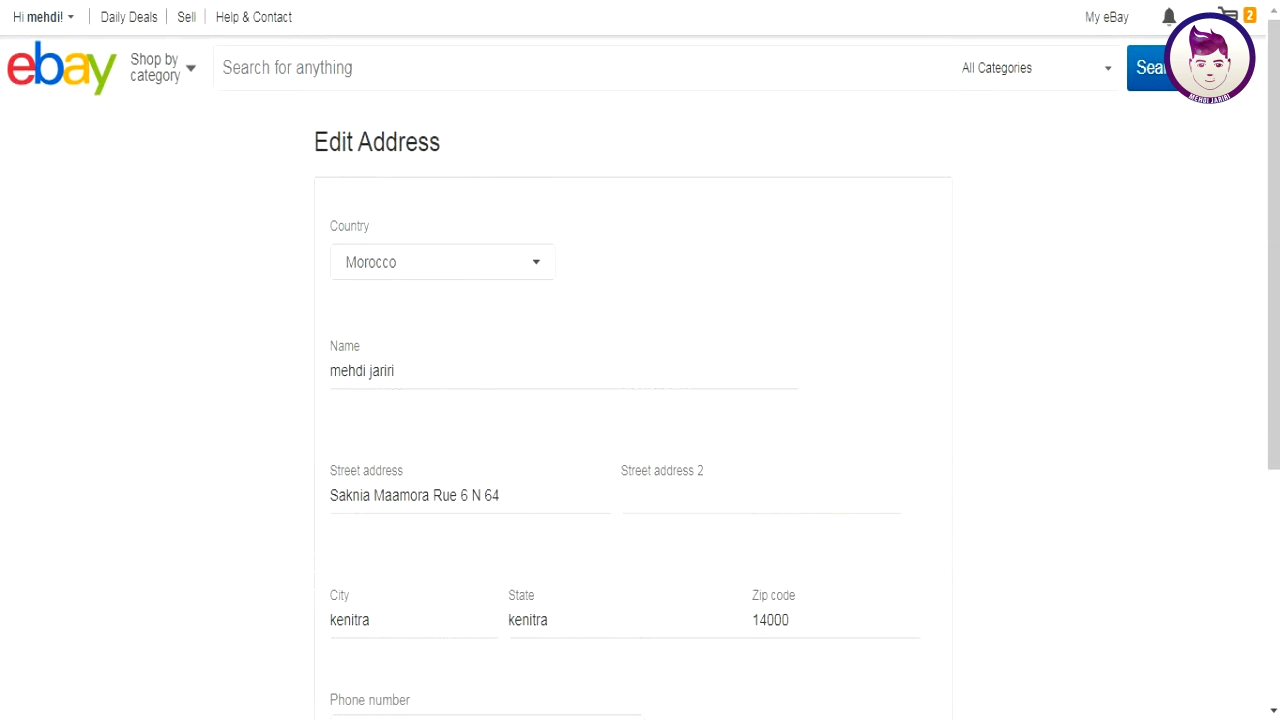 Hi mehdi! Daily Deals Sell Help & Contact My eBay 2
ebay Shop by category Search for anything All Categories
MEHDI JARIRI
Edit Address
Country
Morocco
Name
mehdi jariri
Street address Street address 2
Saknia Maamora Rue 6 N 64
City State Zip code
kenitra kenitra 14000
Phone number